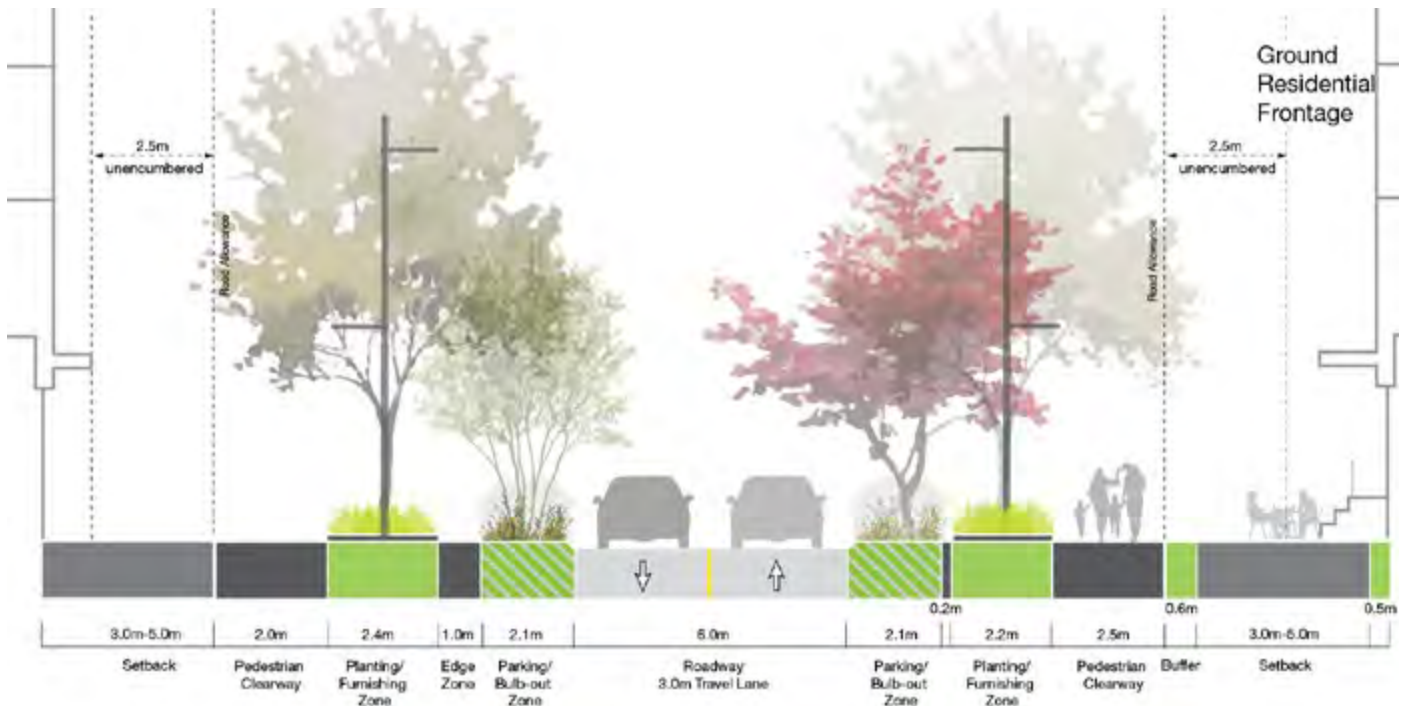 Ground
Residential
Frontage
2.5m
unencumbered
2.5m
unencumbered
Road Allowance
Road Allowance
0.2m
0.6m
0.5m
3.0m-5.0m
2.0m
2.4m
1.0m
2.1m
6.0m
2.1m
2.2m
2.5m
3.0m-5.0m
Setback
Pedestrian
Clearway
Planting/
Furnishing
Zone
Edge
Zone
Parking/
Bulb-out
Zone
Roadway
3.0m Travel Lane
Parking/
Bulb-out
Zone
Planting/
Furnishing
Zone
Pedestrian
Clearway
Buffer
Setback